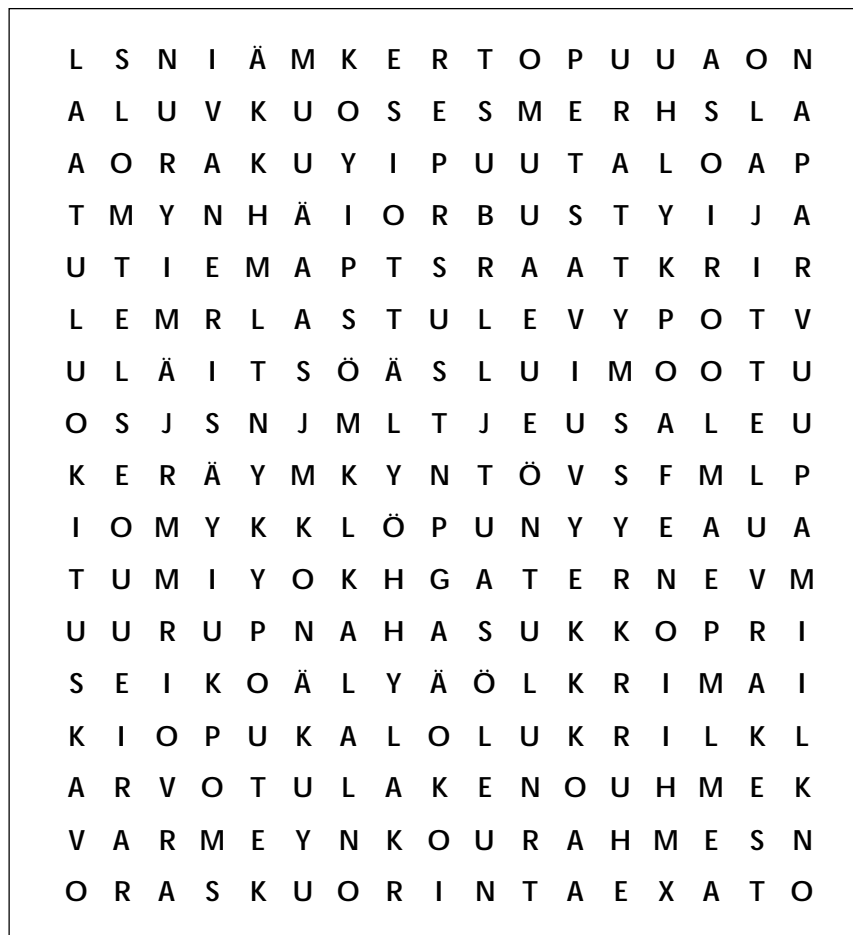 L S N I Ä M K E R T O P U U A O N
A L U V K U O S E S M E R H S L A
A O R A K U Y I P U U T A L O A P
T M Y N H Ä I O R B U S T Y I J A
U T I E M A P T S R A A T K R I R
L E M R L A S T U L E V Y P O T V
U L Ä I T S Ö Ä S L U I M O O T U
O S J S N J M L T J E U S A L E U
K E R Ä Y M K Y N T Ö V S F M L P
I O M Y K K L Ö P U N Y Y E A U A
T U M I Y O K H G A T E R N E V M
U U R U P N A H A S U K K O P R I
S E I K O Ä L Y Ä Ö L K R I M A I
K I O P U K A L O L U K R I L K L
A R V O T U L A K E N O U H M E K
V A R M E Y N K O U R A H M E S N
O R A S K U O R I N T A E X A T O